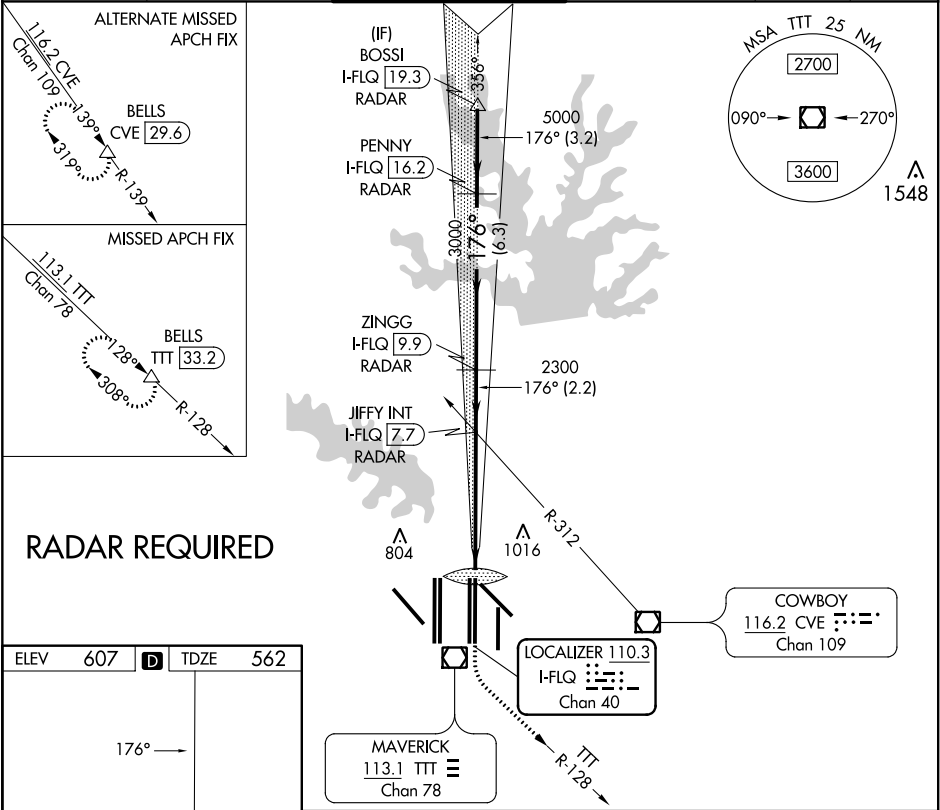 ALTERNATE MISSED
APCH FIX
116.2 CVE
Chan 109
139°
319°
BELLS
CVE 29.6
R-139
MISSED APCH FIX
113.1 TTT
Chan 78
128°
308°
BELLS
TTT 33.2
R-128
RADAR REQUIRED
(IF)
BOSSI
I-FLQ 19.3
RADAR
356°
5000
176° (3.2)
PENNY
I-FLQ 16.2
RADAR
3000
176°
(6.3)
ZINGG
I-FLQ 9.9
RADAR
2300
176° (2.2)
JIFFY INT
I-FLQ 7.7
RADAR
R-312
804
1016
MSA TTT 25 NM
2700
090°
270°
3600
1548
COWBOY
116.2 CVE
Chan 109
LOCALIZER 110.3
I-FLQ
Chan 40
MAVERICK
113.1 TTT
Chan 78
TTT
R-128
ELEV 607 D TDZE 562
176°